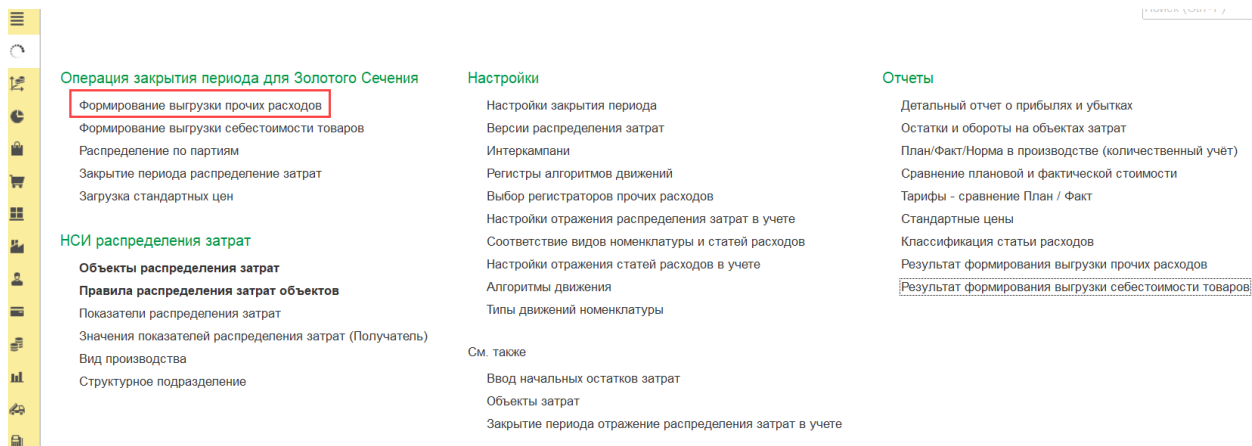 Операция закрытия периода для Золотого Сечения
Формирование выгрузки прочих расходов
Формирование выгрузки себестоимости товаров
Распределение по партиям
Закрытие периода распределение затрат
Загрузка стандартных цен
НСИ распределения затрат
Объекты распределения затрат
Правила распределения затрат объектов
Показатели распределения затрат
Значения показателей распределения затрат (Получатель)
Вид производства
Структурное подразделение
Настройки
Настройки закрытия периода
Версии распределения затрат
Интеркампани
Регистры алгоритмов движений
Выбор регистраторов прочих расходов
Настройки отражения распределения затрат в учете
Соответствие видов номенклатуры и статей расходов
Настройки отражения статей расходов в учете
Алгоритмы движения
Типы движений номенклатуры
См. также
Ввод начальных остатков затрат
Объекты затрат
Закрытие периода отражение распределения затрат в учете
Отчеты
Детальный отчет о прибылях и убытках
Остатки и обороты на объектах затрат
План/Факт/Норма в производстве (количественный учёт)
Сравнение плановой и фактической стоимости
Тарифы - сравнение План / Факт
Стандартные цены
Классификация статьи расходов
Результат формирования выгрузки прочих расходов
Результат формирования выгрузки себестоимости товаров